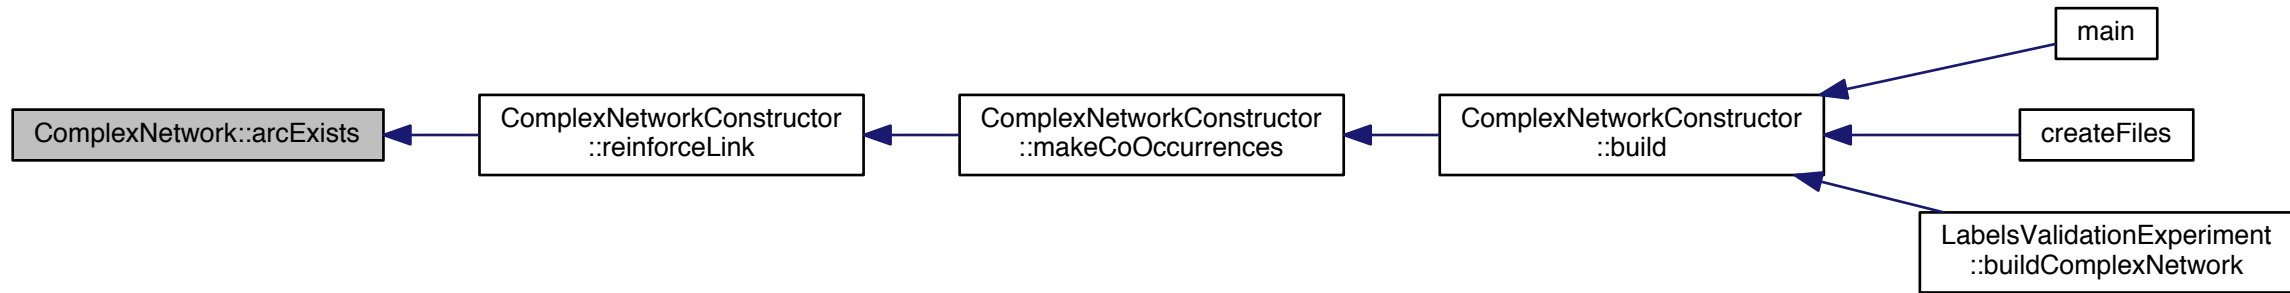 main
ComplexNetwork::arcExists
ComplexNetworkConstructor
::reinforceLink
ComplexNetworkConstructor
::makeCoOccurrences
ComplexNetworkConstructor
::build
createFiles
LabelsValidationExperiment
::buildComplexNetwork